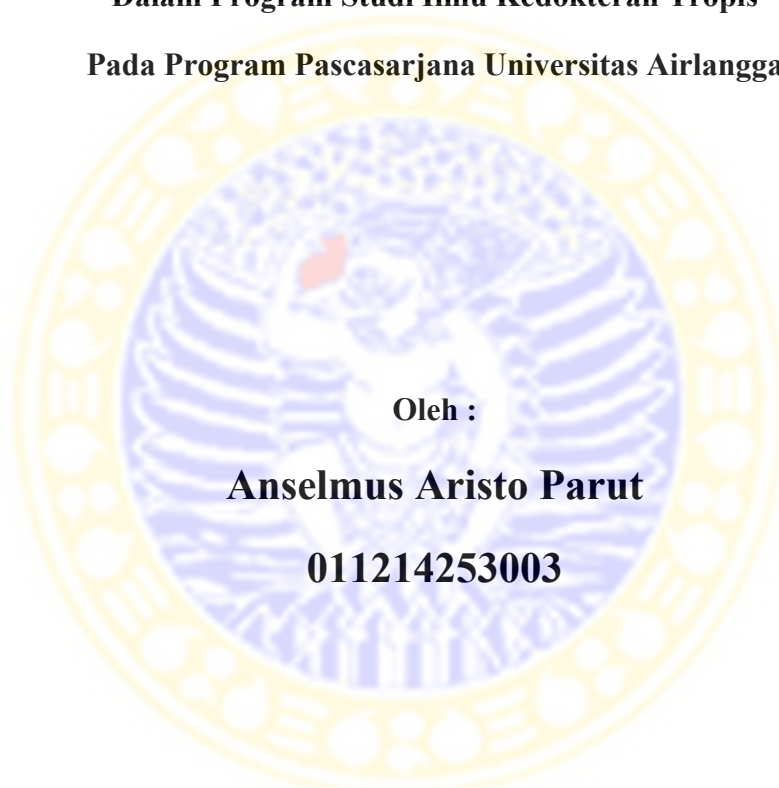 Dalam Program Studi Ilmu Kedokteran Tropis
Pada Program Pascasarjana Universitas Airlangga
Oleh :
Anselmus Aristo Parut
011214253003